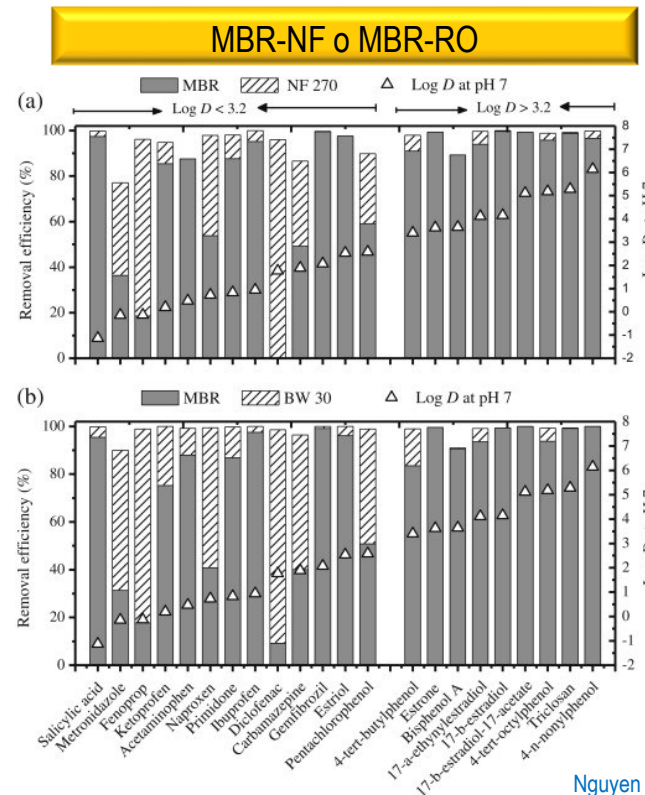 MBR-NF o MBR-RO
MBR NF 270 Log D at pH 7
(a)
Log D < 3.2 Log D > 3.2
Removal efficiency (%)
100
80
60
40
20
0
8
7
6
5
4
3
2
1
0
-1
-2
MBR BW 30 Log D at pH 7
(b)
Removal efficiency (%)
100
80
60
40
20
0
8
7
6
5
4
3
2
1
0
-1
-2
Salicylic acid
Metronidazole
Fenoprop
Ketoprofen
Acetaminophen
Naproxen
Primidone
Ibuprofen
Diclofenac
Carbamazepine
Gemfibrozil
Estriol
Pentachlorophenol
4-tert-butylphenol
Estrone
Bisphenol A
17-a-ethynylestradiol
17-b-estradiol
17-b-estradiol-17-acetate
4-tert-octylphenol
Triclosan
4-n-nonylphenol
Nguyen